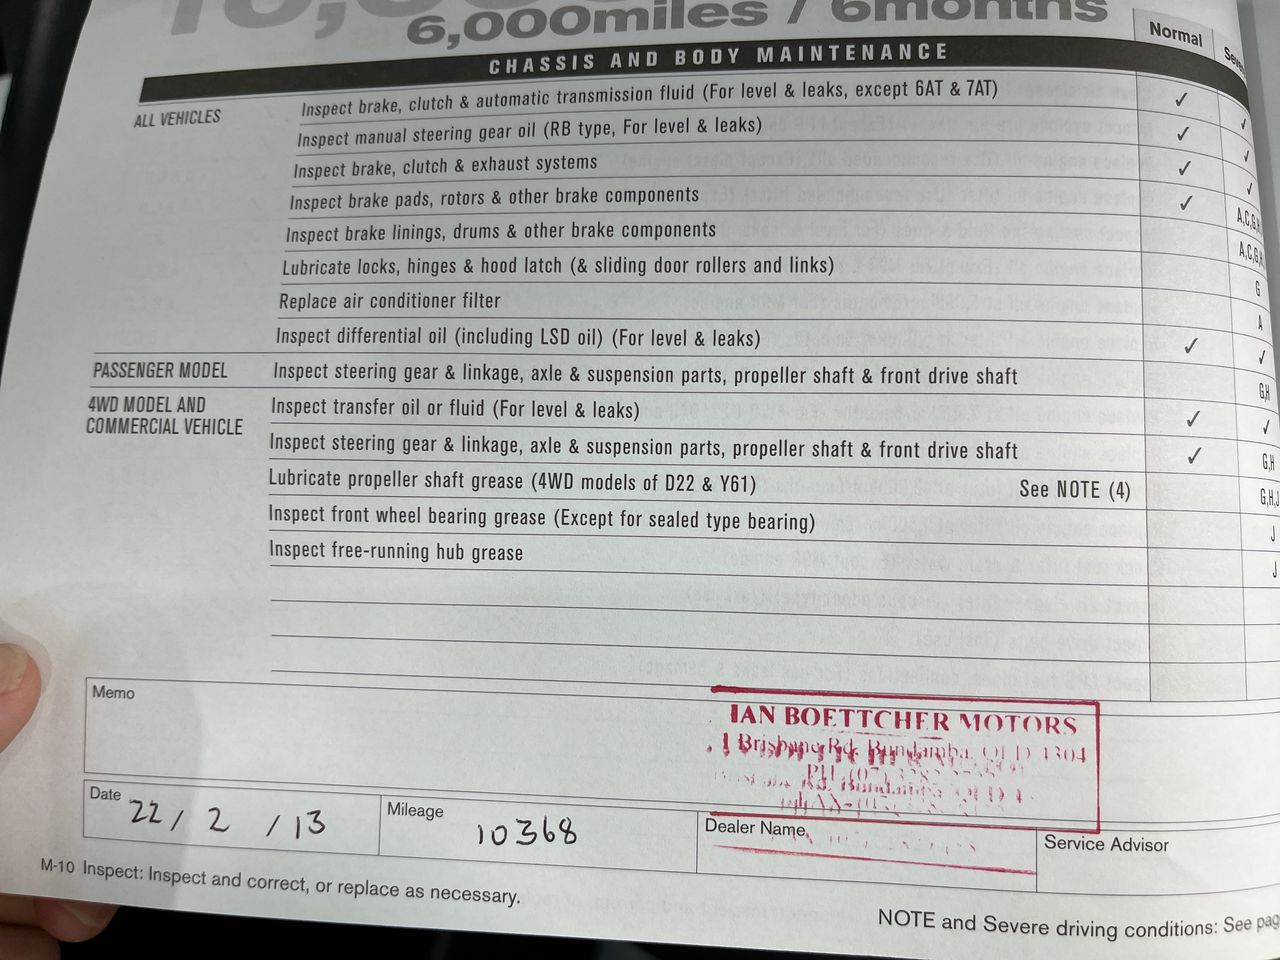 6,000miles / 6months
CHASSIS AND BODY MAINTENANCE
Normal
ALL VEHICLES
Inspect brake, clutch & automatic transmission fluid (For level & leaks, except 6AT & 7AT) ✓ ✓
Inspect manual steering gear oil (RB type, For level & leaks) ✓ ✓
Inspect brake, clutch & exhaust systems ✓ ✓
Inspect brake pads, rotors & other brake components ✓ A,C,G,H
Inspect brake linings, drums & other brake components A,C,G,H
Lubricate locks, hinges & hood latch (& sliding door rollers and links) G
Replace air conditioner filter A
Inspect differential oil (including LSD oil) (For level & leaks) ✓ ✓
PASSENGER MODEL Inspect steering gear & linkage, axle & suspension parts, propeller shaft & front drive shaft G,H
4WD MODEL AND
COMMERCIAL VEHICLE
Inspect transfer oil or fluid (For level & leaks) ✓ ✓
Inspect steering gear & linkage, axle & suspension parts, propeller shaft & front drive shaft ✓ G,H
Lubricate propeller shaft grease (4WD models of D22 & Y61) See NOTE (4) G,H,J
Inspect front wheel bearing grease (Except for sealed type bearing) J
Inspect free-running hub grease J
Memo
IAN BOETTCHER MOTORS
Brisbane Rd. Bundamba, QLD 4304
Date 22 / 2 / 13
Mileage 10368
Dealer Name
Service Advisor
M-10 Inspect: Inspect and correct, or replace as necessary.
NOTE and Severe driving conditions: See